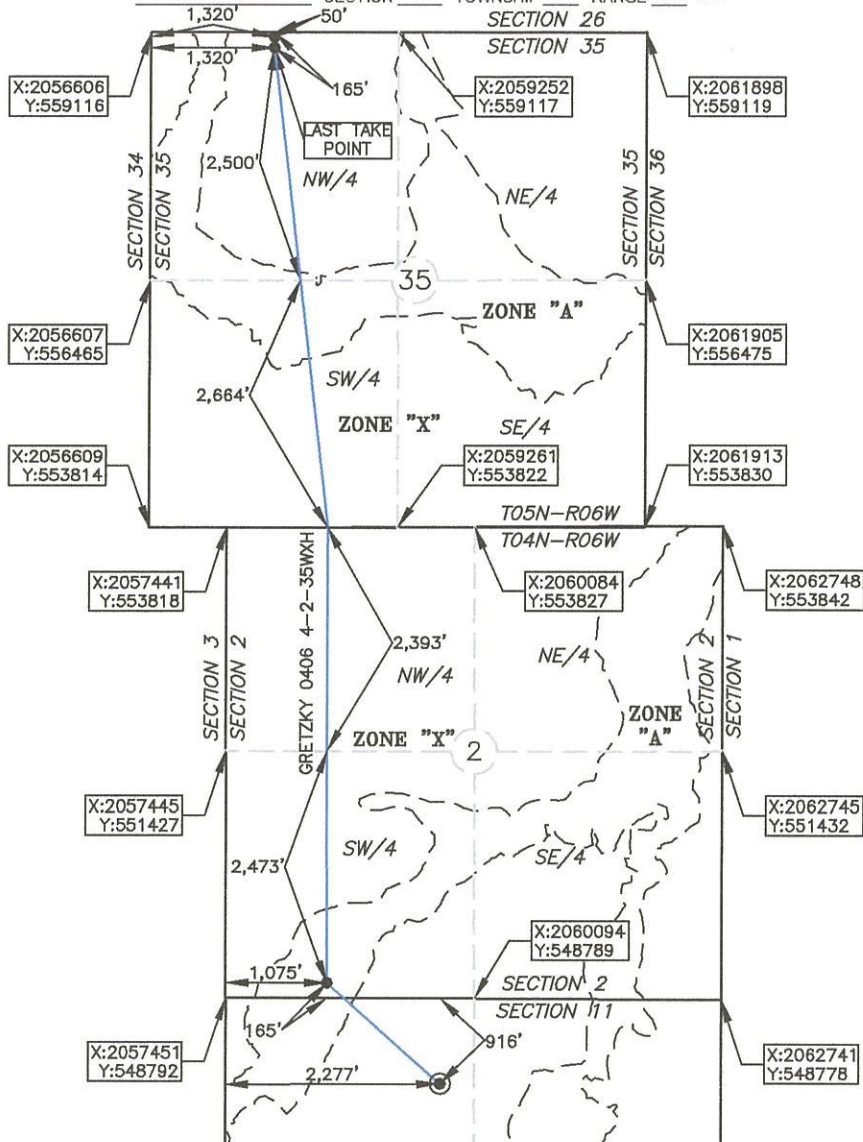 SECTION TOWNSHIP RANGE
1,320'
50'
SECTION 26
SECTION 35
1,320'
165'
X:2056606
Y:559116
X:2059252
Y:559117
X:2061898
Y:559119
LAST TAKE
POINT
2,500'
NW/4
NE/4
SECTION 34
SECTION 35
SECTION 35
SECTION 36
35
ZONE "A"
X:2056607
Y:556465
X:2061905
Y:556475
SW/4
2,664'
ZONE "X"
SE/4
X:2056609
Y:553814
X:2059261
Y:553822
X:2061913
Y:553830
T05N-R06W
T04N-R06W
X:2057441
Y:553818
X:2060084
Y:553827
X:2062748
Y:553842
GRETZKY 0406 4-2-35WXH
2,393'
NW/4
NE/4
SECTION 3
SECTION 2
SECTION 2
SECTION 1
ZONE "X"
2
ZONE
"A"
X:2057445
Y:551427
X:2062745
Y:551432
SW/4
SE/4
2,473'
X:2060094
Y:548789
1,075'
SECTION 2
SECTION 11
165'
916'
X:2057451
Y:548792
X:2062741
Y:548778
2,277'